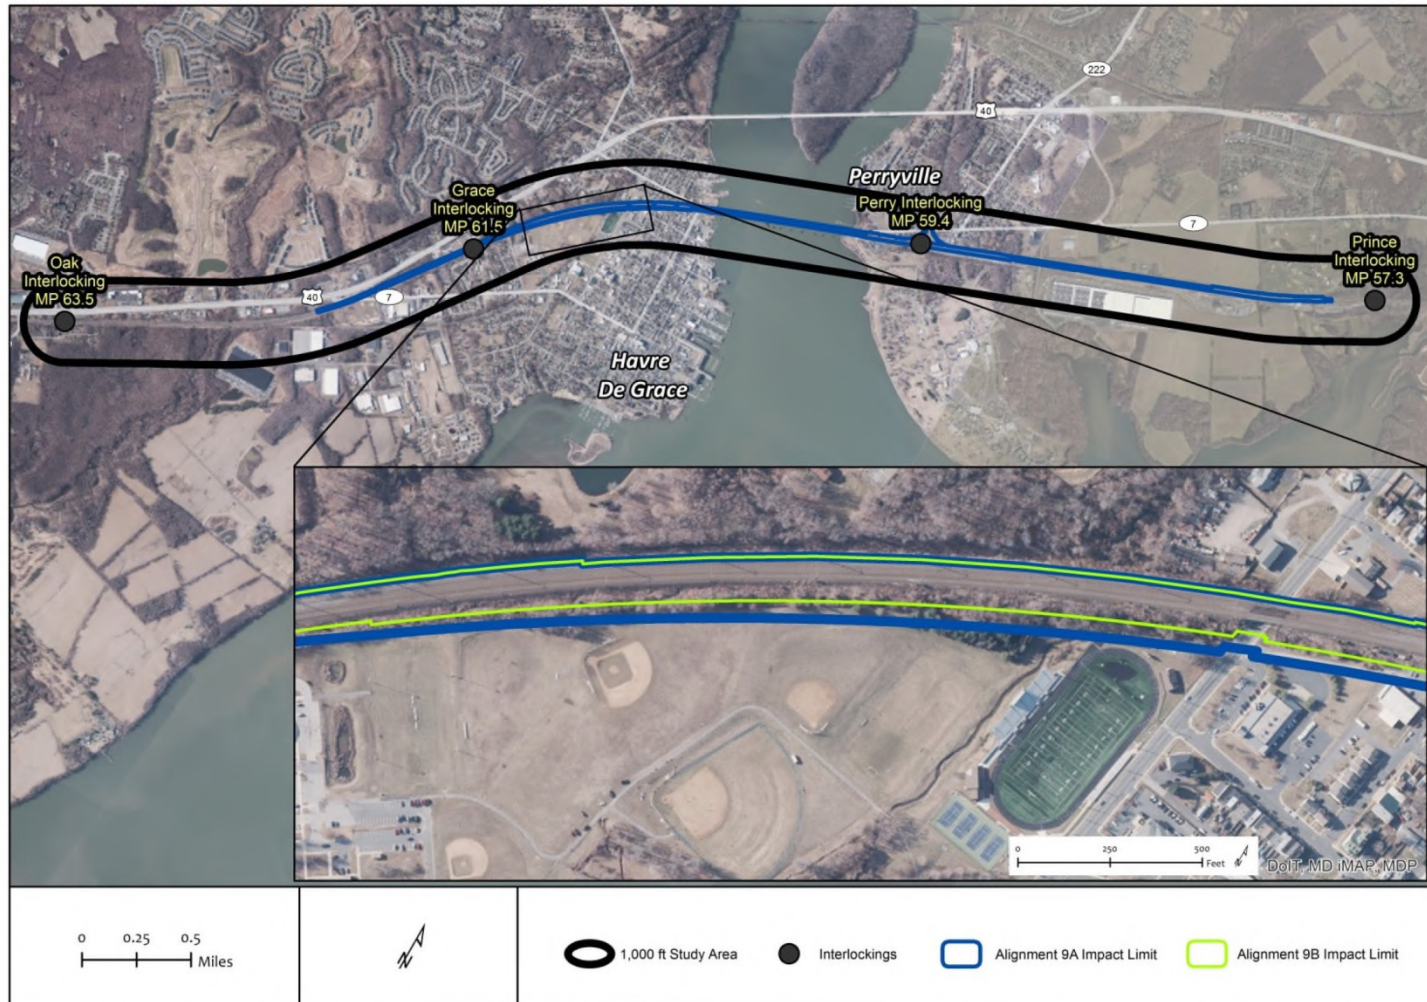 222
40
Perryville
Grace
Interlocking
MP 61.5
Perry Interlocking
MP 59.4
7
Prince
Interlocking
MP 57.3
Oak
Interlocking
MP 63.5
40
7
Havre
De Grace
0 250 500
Feet
N
DoIT, MD iMAP, MDP
0 0.25 0.5
Miles
N
1,000 ft Study Area
Interlockings
Alignment 9A Impact Limit
Alignment 9B Impact Limit